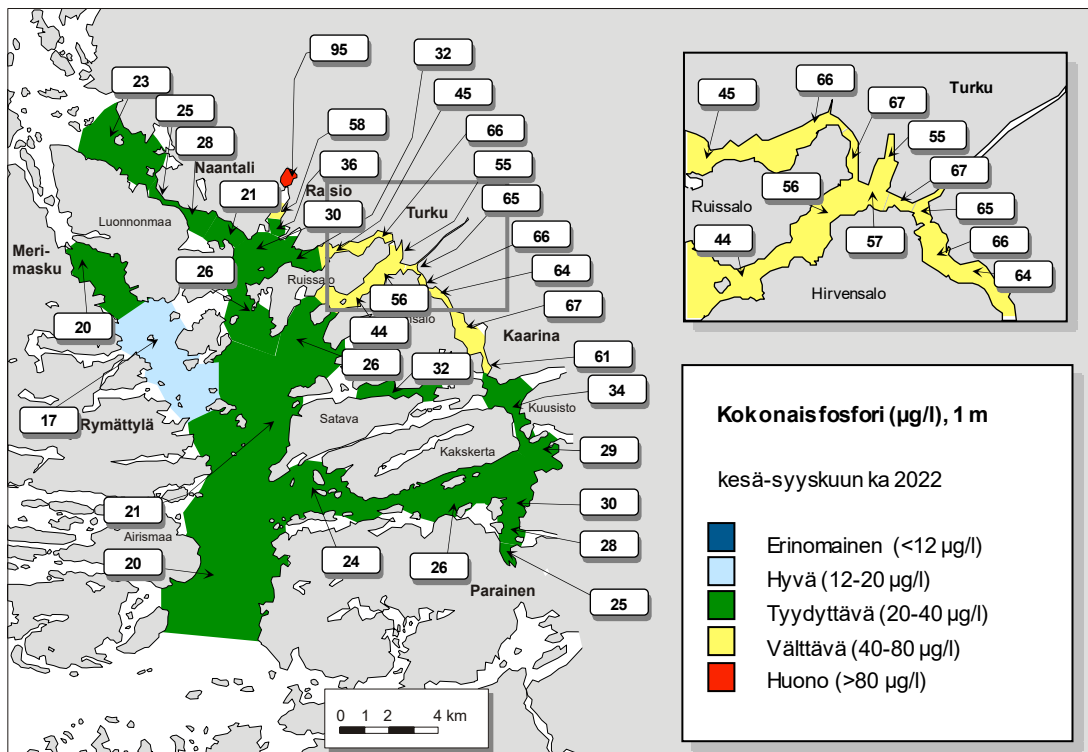 95
32
23
45
25
58
66
28
Naantali
36
55
21
Raisio
65
30
Turku
Luonnonmaa
66
Meri-
masku
26
Ruissalo
64
56
nsalo
67
20
44
Kaarina
26
32
61
17
Rymättylä
34
Satava
Kuusisto
Kakskerta
29
21
30
Airismaa
24
26
28
20
Parainen
25
0 1 2 4 km
66
Turku
45
67
55
56
67
Ruissalo
65
44
57
66
64
Hirvensalo
Kokonaisfosfori (µg/l), 1 m
kesä-syyskuun ka 2022
Erinomainen (<12 µg/l)
Hyvä (12-20 µg/l)
Tyydyttävä (20-40 µg/l)
Välttävä (40-80 µg/l)
Huono (>80 µg/l)